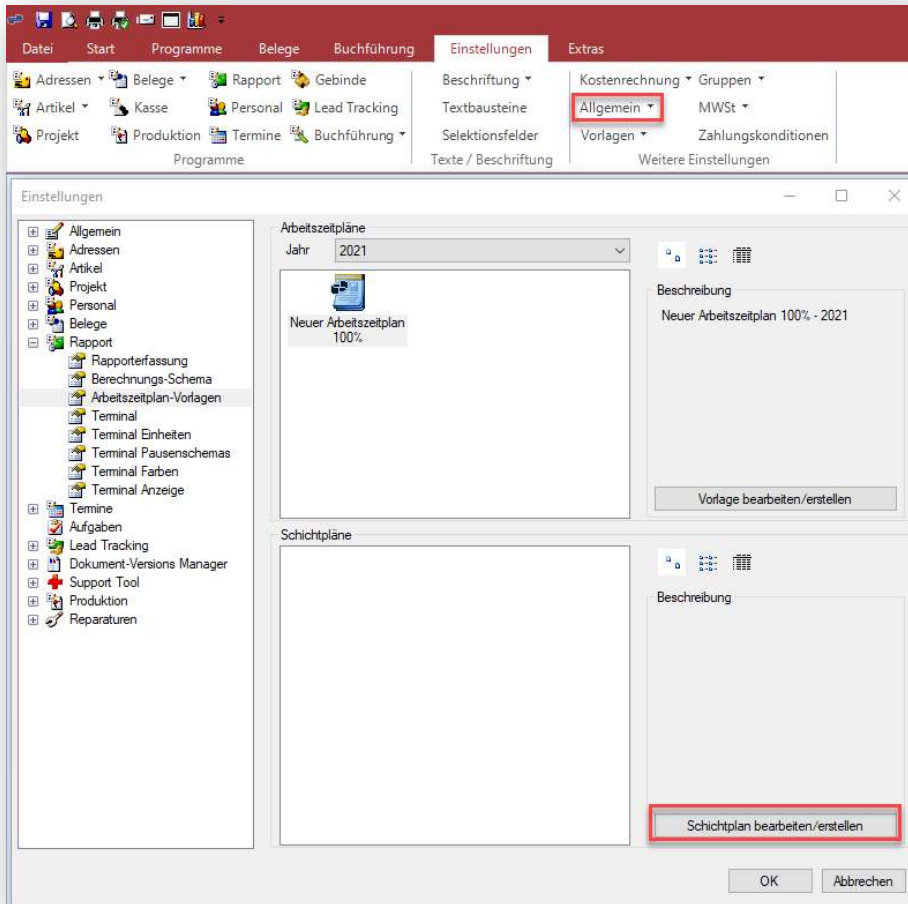 Datei Start Programme Belege Buchführung Einstellungen Extras
Adressen Belege Rapport Gebinde Beschriftung Kostenrechnung Gruppen
Artikel Kasse Personal Lead Tracking Textbausteine Allgemein MWSt
Projekt Produktion Termine Buchführung Selektionsfelder Vorlagen Zahlungskonditionen
Programme Texte / Beschriftung Weitere Einstellungen
Einstellungen
Allgemein
Adressen
Artikel
Projekt
Personal
Belege
Rapport
Rapporterfassung
Berechnungs-Schema
Arbeitszeitplan-Vorlagen
Terminal
Terminal Einheiten
Terminal Pausenschemas
Terminal Farben
Terminal Anzeige
Termine
Aufgaben
Lead Tracking
Dokument-Versions Manager
Support Tool
Produktion
Reparaturen
Arbeitszeitpläne
Jahr 2021
Neuer Arbeitszeitplan
100%
Beschreibung
Neuer Arbeitszeitplan 100% - 2021
Vorlage bearbeiten/erstellen
Schichtpläne
Beschreibung
Schichtplan bearbeiten/erstellen
OK Abbrechen